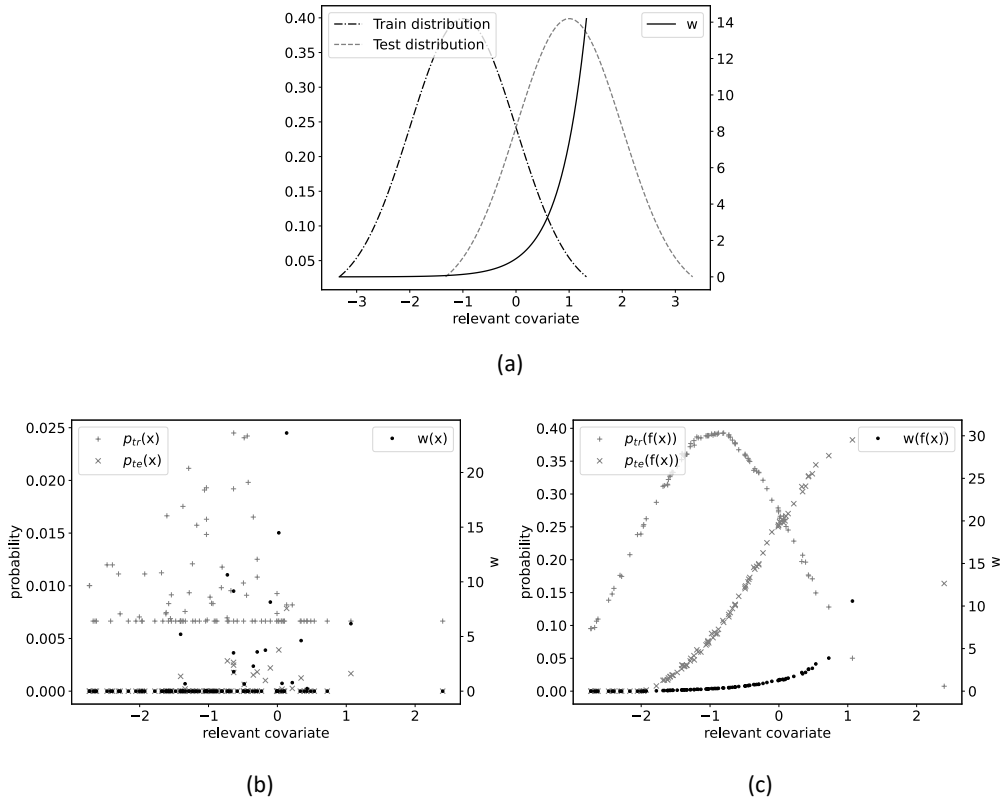 Train distribution
Test distribution
w
0.40
0.35
0.30
0.25
0.20
0.15
0.10
0.05
14
12
10
8
6
4
2
0
−3 −2 −1 0 1 2 3
relevant covariate
(a)
p_tr(x)
p_te(x)
w(x)
0.025
0.020
0.015
0.010
0.005
0.000
probability
20
15
10
5
0
w
−2 −1 0 1 2
relevant covariate
(b)
p_tr(f(x))
p_te(f(x))
w(f(x))
0.40
0.35
0.30
0.25
0.20
0.15
0.10
0.05
0.00
probability
30
25
20
15
10
5
0
w
−2 −1 0 1 2
relevant covariate
(c)